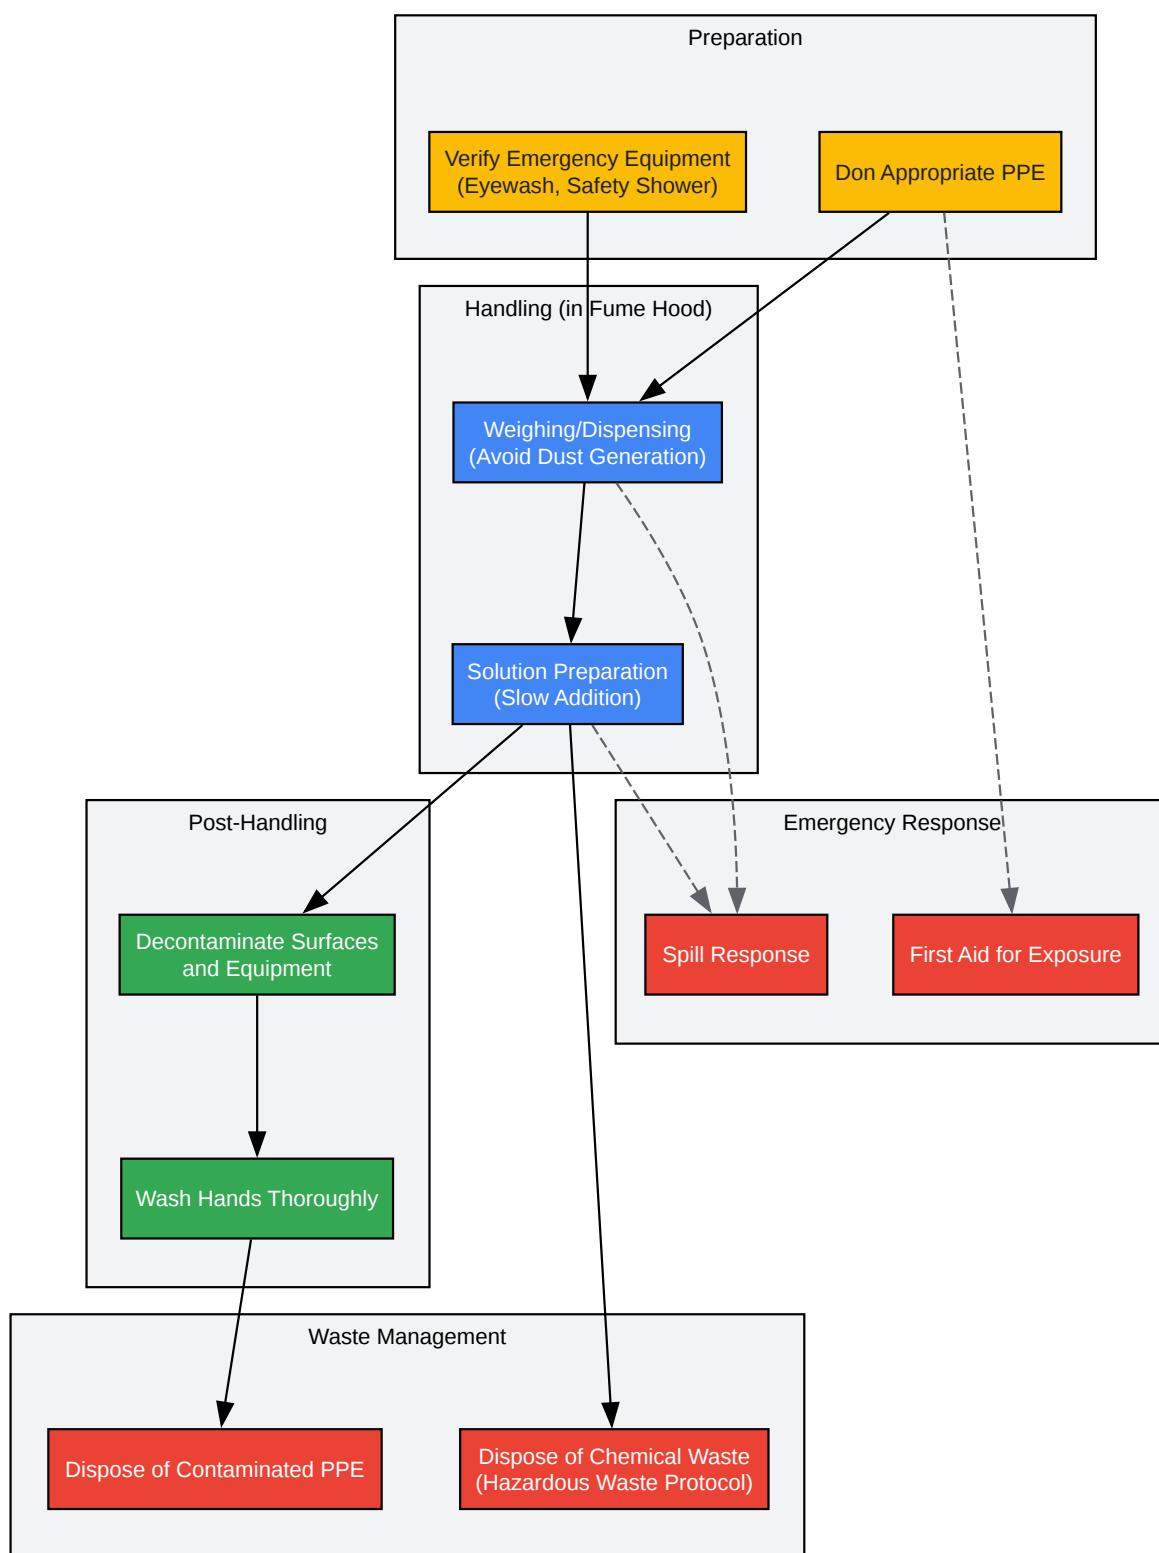 Preparation
Verify Emergency Equipment
(Eyewash, Safety Shower)
Don Appropriate PPE
Handling (in Fume Hood)
Weighing/Dispensing
(Avoid Dust Generation)
Solution Preparation
(Slow Addition)
Post-Handling
Emergency Response
Decontaminate Surfaces
and Equipment
Spill Response
First Aid for Exposure
Wash Hands Thoroughly
Waste Management
Dispose of Contaminated PPE
Dispose of Chemical Waste
(Hazardous Waste Protocol)